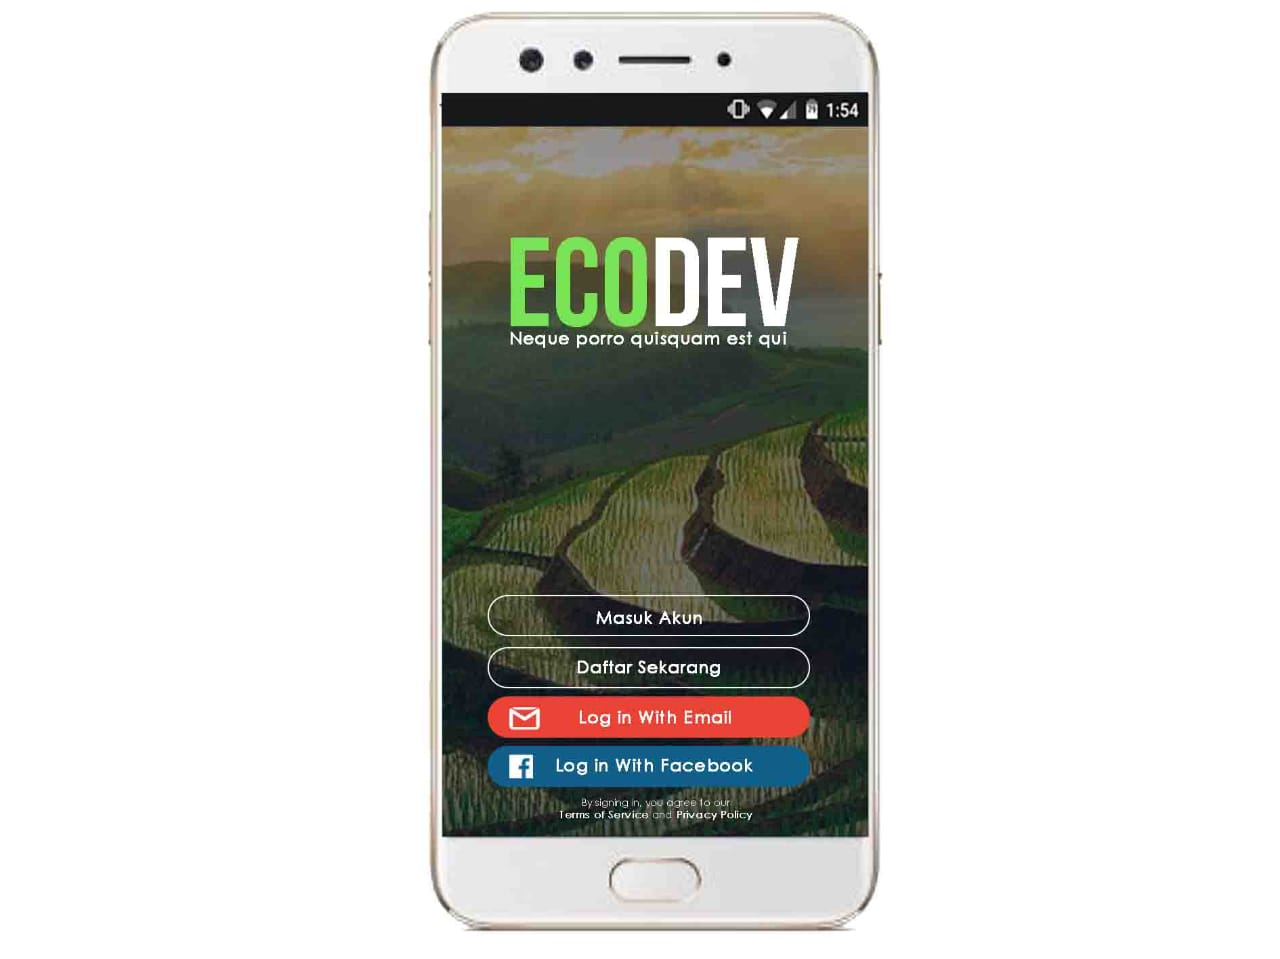 1:54
ECODEV
Neque porro quisquam est qui
Masuk Akun
Daftar Sekarang
Log in With Email
Log in With Facebook
By signing in, you agree to our
Terms of Service and Privacy Policy